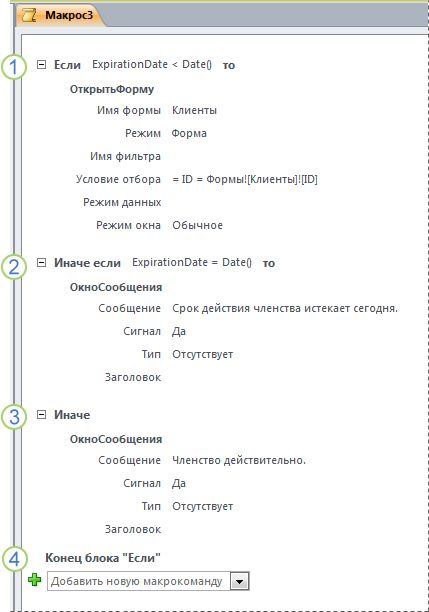 Макрос3
1 Если ExpirationDate < Date() то
ОткрытьФорму
Имя формы Клиенты
Режим Форма
Имя фильтра
Условие отбора = ID = Формы![Клиенты]![ID]
Режим данных
Режим окна Обычное
2 Иначе если ExpirationDate = Date() то
ОкноСообщения
Сообщение Срок действия членства истекает сегодня.
Сигнал Да
Тип Отсутствует
Заголовок
3 Иначе
ОкноСообщения
Сообщение Членство действительно.
Сигнал Да
Тип Отсутствует
Заголовок
4 Конец блока "Если"
Добавить новую макрокоманду